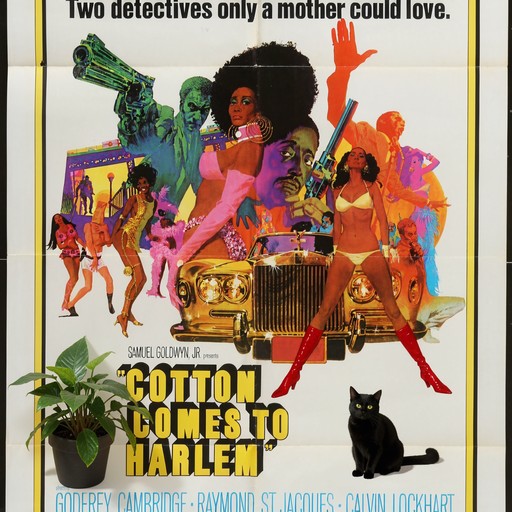 Two detectives only a mother could love.
SAMUEL GOLDWYN, JR. presents
"COTTON
COMES TO
HARLEM"
GODFREY CAMBRIDGE · RAYMOND ST. JACQUES · CALVIN LOCKHART